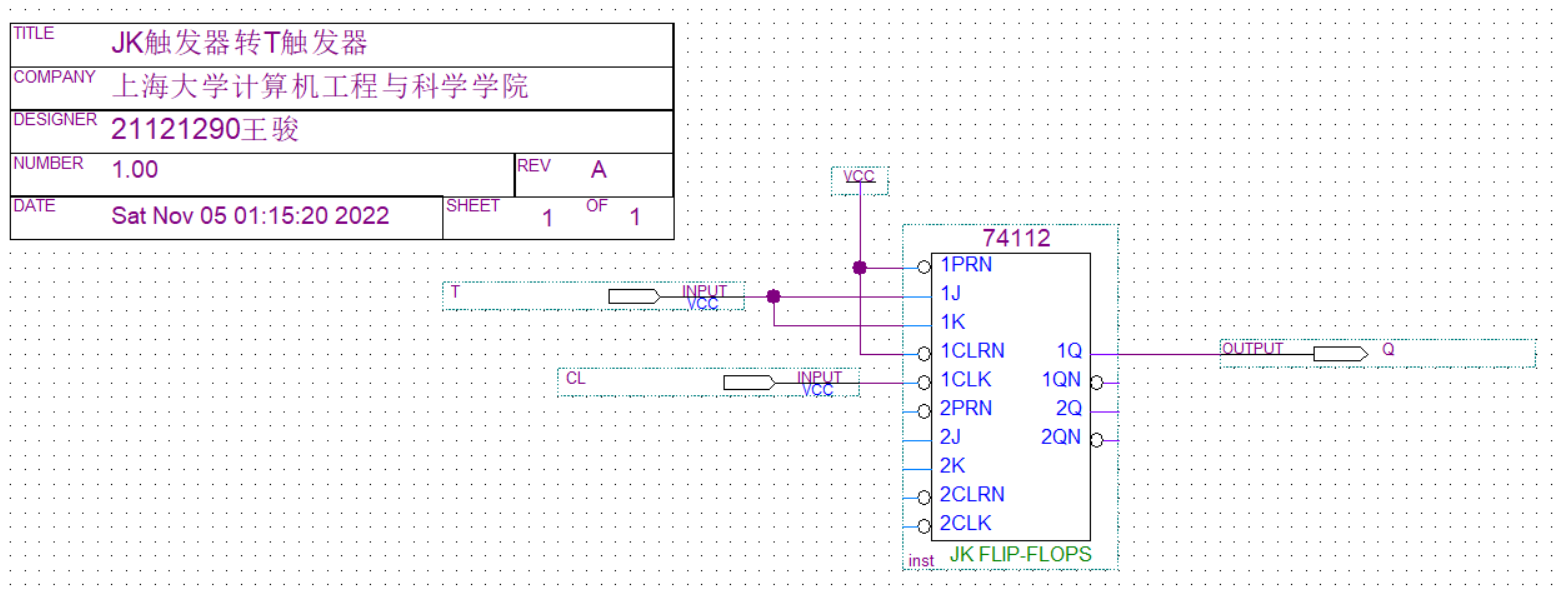 TITLE JK触发器转T触发器
COMPANY 上海大学计算机工程与科学学院
DESIGNER 21121290王骏
NUMBER 1.00 REV A
DATE Sat Nov 05 01:15:20 2022 SHEET 1 OF 1
VCC
74112
1PRN
T INPUT VCC
1J
1K
1CLRN 1Q
OUTPUT Q
CL INPUT VCC
1CLK 1QN
2PRN 2Q
2J 2QN
2K
2CLRN
2CLK
inst JK FLIP-FLOPS